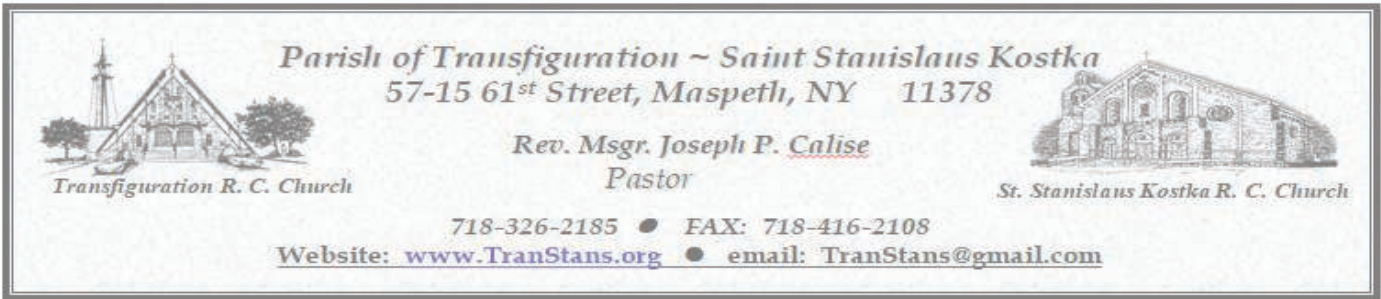 Parish of Transfiguration ~ Saint Stanislaus Kostka
57-15 61st Street, Maspeth, NY 11378
Rev. Msgr. Joseph P. Calise
Pastor
Transfiguration R. C. Church
St. Stanislaus Kostka R. C. Church
718-326-2185 ● FAX: 718-416-2108
Website: www.TranStans.org ● email: TranStans@gmail.com